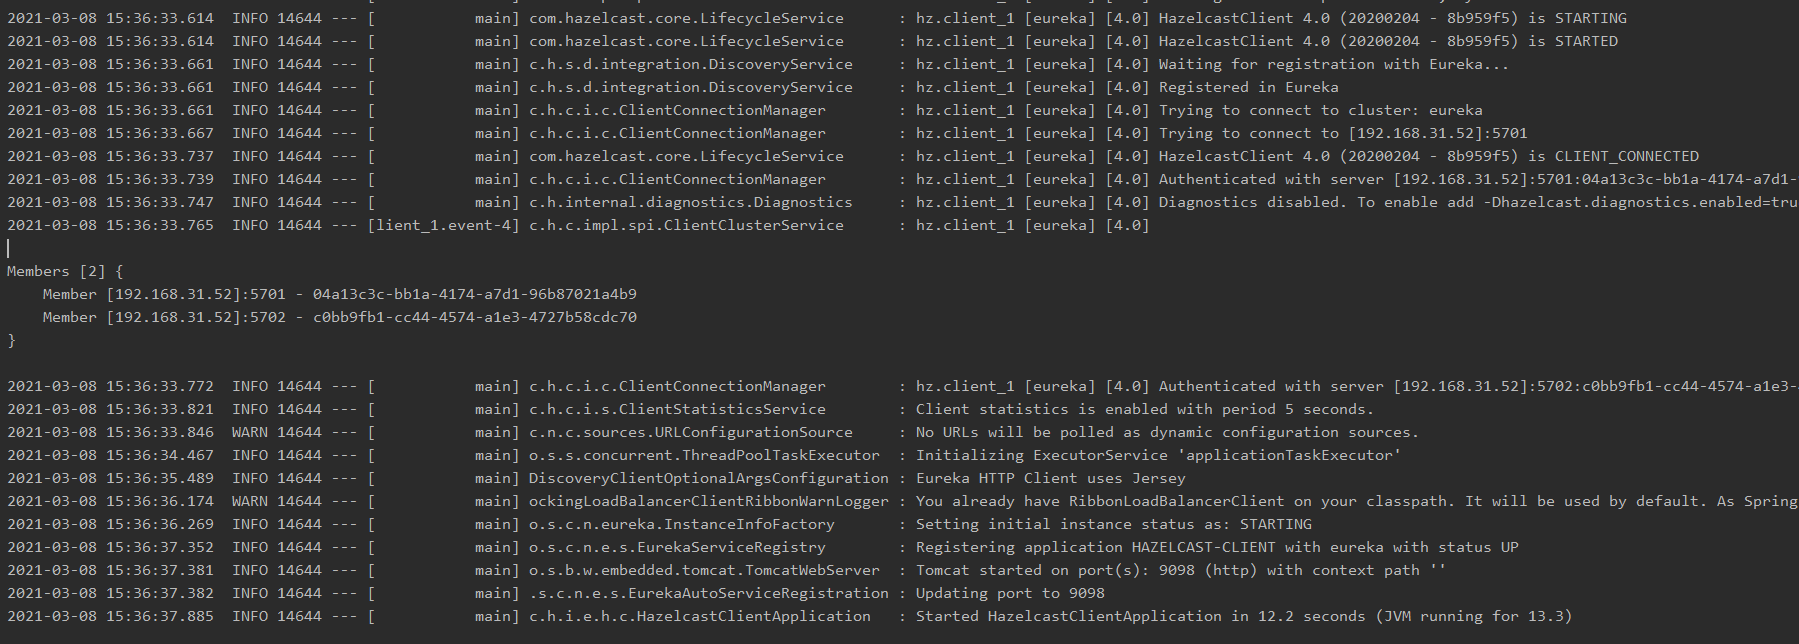 2021-03-08 15:36:33.614  INFO 14644 --- [           main] com.hazelcast.core.LifecycleService      : hz.client_1 [eureka] [4.0] HazelcastClient 4.0 (20200204 - 8b959f5) is STARTING
2021-03-08 15:36:33.614  INFO 14644 --- [           main] com.hazelcast.core.LifecycleService      : hz.client_1 [eureka] [4.0] HazelcastClient 4.0 (20200204 - 8b959f5) is STARTED
2021-03-08 15:36:33.661  INFO 14644 --- [           main] c.h.s.d.integration.DiscoveryService     : hz.client_1 [eureka] [4.0] Waiting for registration with Eureka...
2021-03-08 15:36:33.661  INFO 14644 --- [           main] c.h.s.d.integration.DiscoveryService     : hz.client_1 [eureka] [4.0] Registered in Eureka
2021-03-08 15:36:33.661  INFO 14644 --- [           main] c.h.c.i.c.ClientConnectionManager        : hz.client_1 [eureka] [4.0] Trying to connect to cluster: eureka
2021-03-08 15:36:33.667  INFO 14644 --- [           main] c.h.c.i.c.ClientConnectionManager        : hz.client_1 [eureka] [4.0] Trying to connect to [192.168.31.52]:5701
2021-03-08 15:36:33.737  INFO 14644 --- [           main] com.hazelcast.core.LifecycleService      : hz.client_1 [eureka] [4.0] HazelcastClient 4.0 (20200204 - 8b959f5) is CLIENT_CONNECTED
2021-03-08 15:36:33.739  INFO 14644 --- [           main] c.h.c.i.c.ClientConnectionManager        : hz.client_1 [eureka] [4.0] Authenticated with server [192.168.31.52]:5701:04a13c3c-bb1a-4174-a7d1-
2021-03-08 15:36:33.747  INFO 14644 --- [           main] c.h.internal.diagnostics.Diagnostics     : hz.client_1 [eureka] [4.0] Diagnostics disabled. To enable add -Dhazelcast.diagnostics.enabled=tru
2021-03-08 15:36:33.765  INFO 14644 --- [lient_1.event-4] c.h.c.impl.spi.ClientClusterService      : hz.client_1 [eureka] [4.0]
Members [2] {
    Member [192.168.31.52]:5701 - 04a13c3c-bb1a-4174-a7d1-96b87021a4b9
    Member [192.168.31.52]:5702 - c0bb9fb1-cc44-4574-a1e3-4727b58cdc70
}
2021-03-08 15:36:33.772  INFO 14644 --- [           main] c.h.c.i.c.ClientConnectionManager        : hz.client_1 [eureka] [4.0] Authenticated with server [192.168.31.52]:5702:c0bb9fb1-cc44-4574-a1e3-
2021-03-08 15:36:33.821  INFO 14644 --- [           main] c.h.c.i.s.ClientStatisticsService        : Client statistics is enabled with period 5 seconds.
2021-03-08 15:36:33.846  WARN 14644 --- [           main] c.n.c.sources.URLConfigurationSource     : No URLs will be polled as dynamic configuration sources.
2021-03-08 15:36:34.467  INFO 14644 --- [           main] o.s.s.concurrent.ThreadPoolTaskExecutor  : Initializing ExecutorService 'applicationTaskExecutor'
2021-03-08 15:36:35.489  INFO 14644 --- [           main] DiscoveryClientOptionalArgsConfiguration : Eureka HTTP Client uses Jersey
2021-03-08 15:36:36.174  WARN 14644 --- [           main] ockingLoadBalancerClientRibbonWarnLogger : You already have RibbonLoadBalancerClient on your classpath. It will be used by default. As Spring
2021-03-08 15:36:36.269  INFO 14644 --- [           main] o.s.c.n.eureka.InstanceInfoFactory       : Setting initial instance status as: STARTING
2021-03-08 15:36:37.352  INFO 14644 --- [           main] o.s.c.n.e.s.EurekaServiceRegistry        : Registering application HAZELCAST-CLIENT with eureka with status UP
2021-03-08 15:36:37.381  INFO 14644 --- [           main] o.s.b.w.embedded.tomcat.TomcatWebServer  : Tomcat started on port(s): 9098 (http) with context path ''
2021-03-08 15:36:37.382  INFO 14644 --- [           main] .s.c.n.e.s.EurekaAutoServiceRegistration : Updating port to 9098
2021-03-08 15:36:37.885  INFO 14644 --- [           main] c.h.i.e.h.c.HazelcastClientApplication   : Started HazelcastClientApplication in 12.2 seconds (JVM running for 13.3)